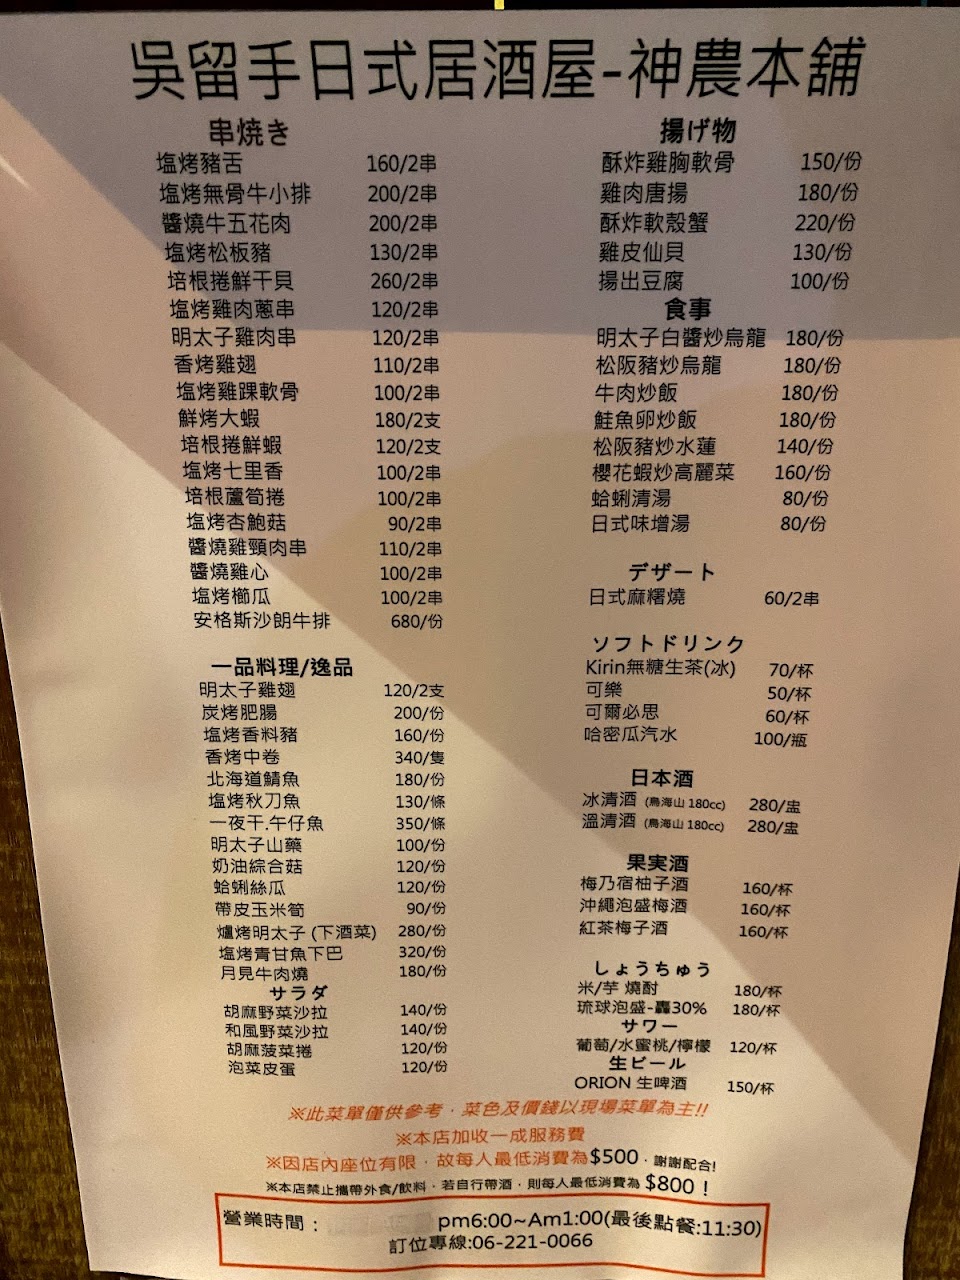 吳留手日式居酒屋-神農本舖
串燒き
塩烤豬舌 160/2串
塩烤無骨牛小排 200/2串
醬燒牛五花肉 200/2串
塩烤松板豬 130/2串
培根捲鮮干貝 260/2串
塩烤雞肉蔥串 120/2串
明太子雞肉串 120/2串
香烤雞翅 110/2串
塩烤雞踝軟骨 100/2串
鮮烤大蝦 180/2支
培根捲鮮蝦 120/2支
塩烤七里香 100/2串
培根蘆筍捲 100/2串
塩烤杏鮑菇 90/2串
醬燒雞頸肉串 110/2串
醬燒雞心 100/2串
塩烤櫛瓜 100/2串
安格斯沙朗牛排 680/份
一品料理/逸品
明太子雞翅 120/2支
炭烤肥腸 200/份
塩烤香料豬 160/份
香烤中卷 340/隻
北海道鯖魚 180/份
塩烤秋刀魚 130/條
一夜干.午仔魚 350/條
明太子山藥 100/份
奶油綜合菇 120/份
蛤蜊絲瓜 120/份
帶皮玉米筍 90/份
爐烤明太子 (下酒菜) 280/份
塩烤青甘魚下巴 320/份
月見牛肉燒 180/份
サラダ
胡麻野菜沙拉 140/份
和風野菜沙拉 140/份
胡麻菠菜捲 120/份
泡菜皮蛋 120/份
揚げ物
酥炸雞胸軟骨 150/份
雞肉唐揚 180/份
酥炸軟殼蟹 220/份
雞皮仙貝 130/份
揚出豆腐 100/份
食事
明太子白醬炒烏龍 180/份
松阪豬炒烏龍 180/份
牛肉炒飯 180/份
鮭魚卵炒飯 180/份
松阪豬炒水蓮 140/份
櫻花蝦炒高麗菜 160/份
蛤蜊清湯 80/份
日式味增湯 80/份
デザート
日式麻糬燒 60/2串
ソフトドリンク
Kirin無糖生茶(冰) 70/杯
可樂 50/杯
可爾必思 60/杯
哈密瓜汽水 100/瓶
日本酒
冰清酒 (鳥海山 180cc) 280/盅
溫清酒 (鳥海山 180cc) 280/盅
果実酒
梅乃宿柚子酒 160/杯
沖繩泡盛梅酒 160/杯
紅茶梅子酒 160/杯
しょうちゅう
米/芋 燒酎 180/杯
琉球泡盛-轟30% 180/杯
サワー
葡萄/水蜜桃/檸檬 120/杯
生ビール
ORION 生啤酒 150/杯
※此菜單僅供參考．菜色及價錢以現場菜單為主!!
※本店加收一成服務費
※因店內座位有限．故每人最低消費為$500．謝謝配合!
※本店禁止攜帶外食/飲料．若自行帶酒．則每人最低消費為 $800！
營業時間： pm6:00~Am1:00(最後點餐:11:30)
訂位專線:06-221-0066